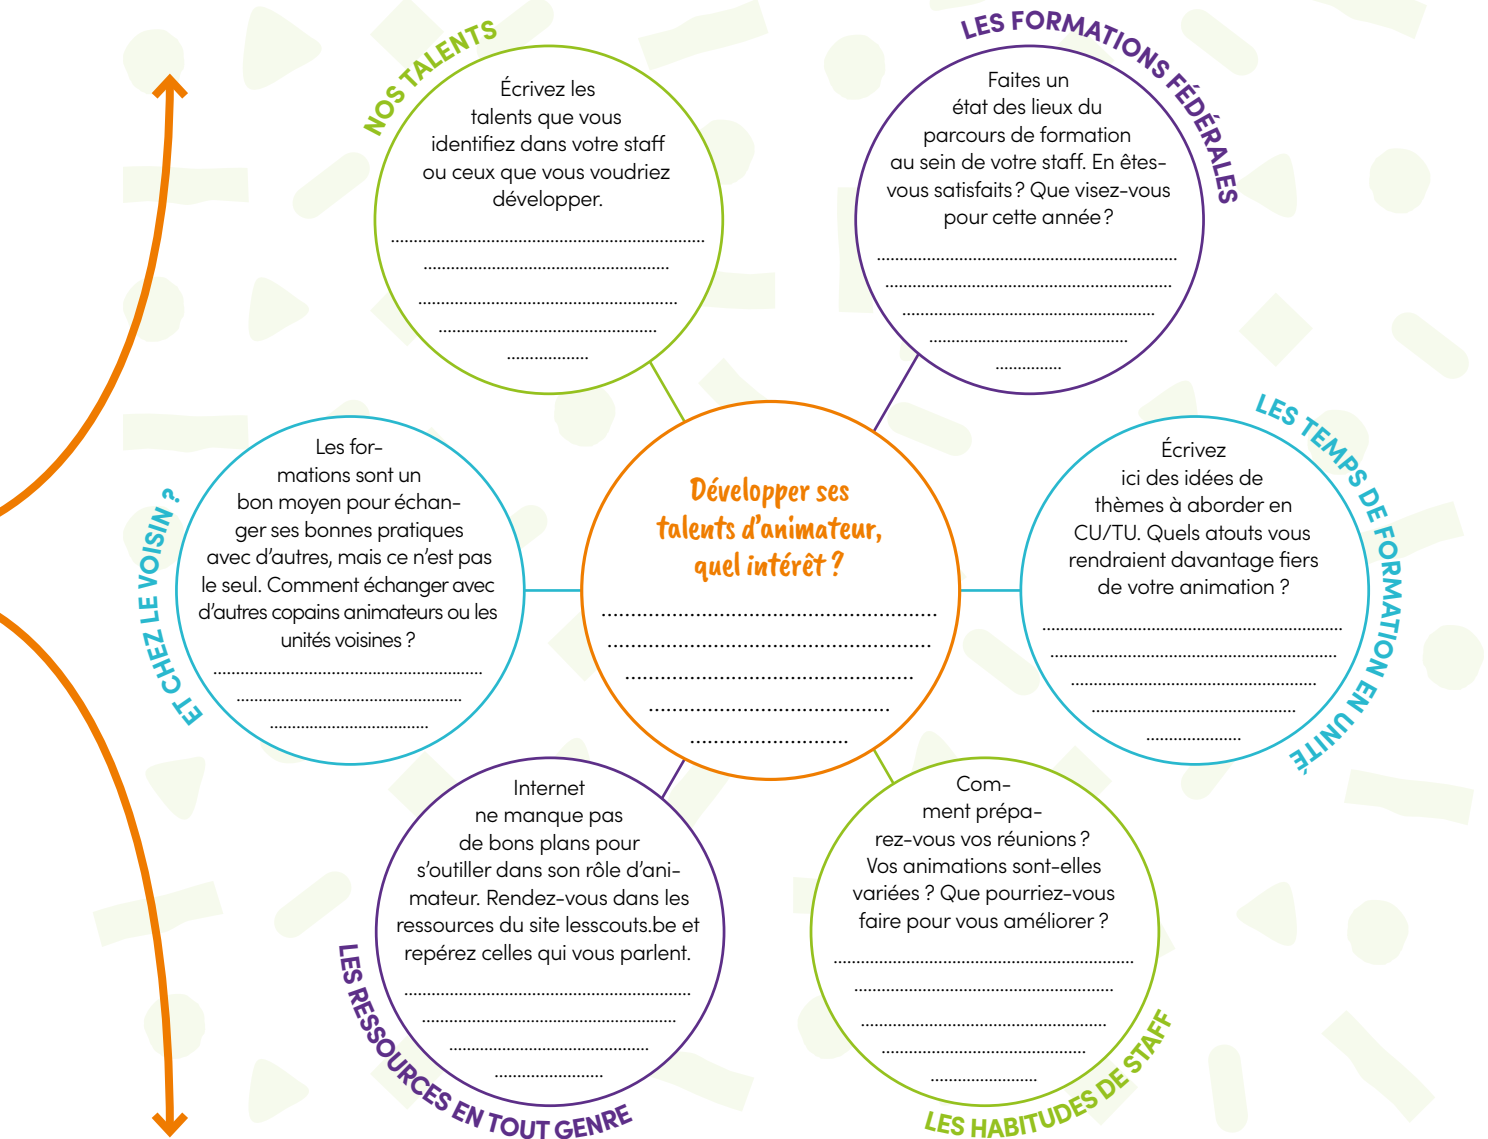 NOS TALENTS
Écrivez les
talents que vous
identifiez dans votre staff
ou ceux que vous voudriez
développer.
LES FORMATIONS FÉDÉRALES
Faites un
état des lieux du
parcours de formation
au sein de votre staff. En êtes-
vous satisfaits ? Que visez-vous
pour cette année ?
ET CHEZ LE VOISIN ?
Les for-
mations sont un
bon moyen pour échan-
ger ses bonnes pratiques
avec d’autres, mais ce n’est pas
le seul. Comment échanger avec
d’autres copains animateurs ou les
unités voisines ?
Développer ses
talents d’animateur,
quel intérêt ?
LES TEMPS DE FORMATION EN UNITÉ
Écrivez
ici des idées de
thèmes à aborder en
CU/TU. Quels atouts vous
rendraient davantage fiers
de votre animation ?
Internet
ne manque pas
de bons plans pour
s’outiller dans son rôle d’ani-
mateur. Rendez-vous dans les
ressources du site lesscouts.be et
repérez celles qui vous parlent.
LES RESSOURCES EN TOUT GENRE
Com-
ment prépa-
rez-vous vos réunions ?
Vos animations sont-elles
variées ? Que pourriez-vous
faire pour vous améliorer ?
LES HABITUDES DE STAFF